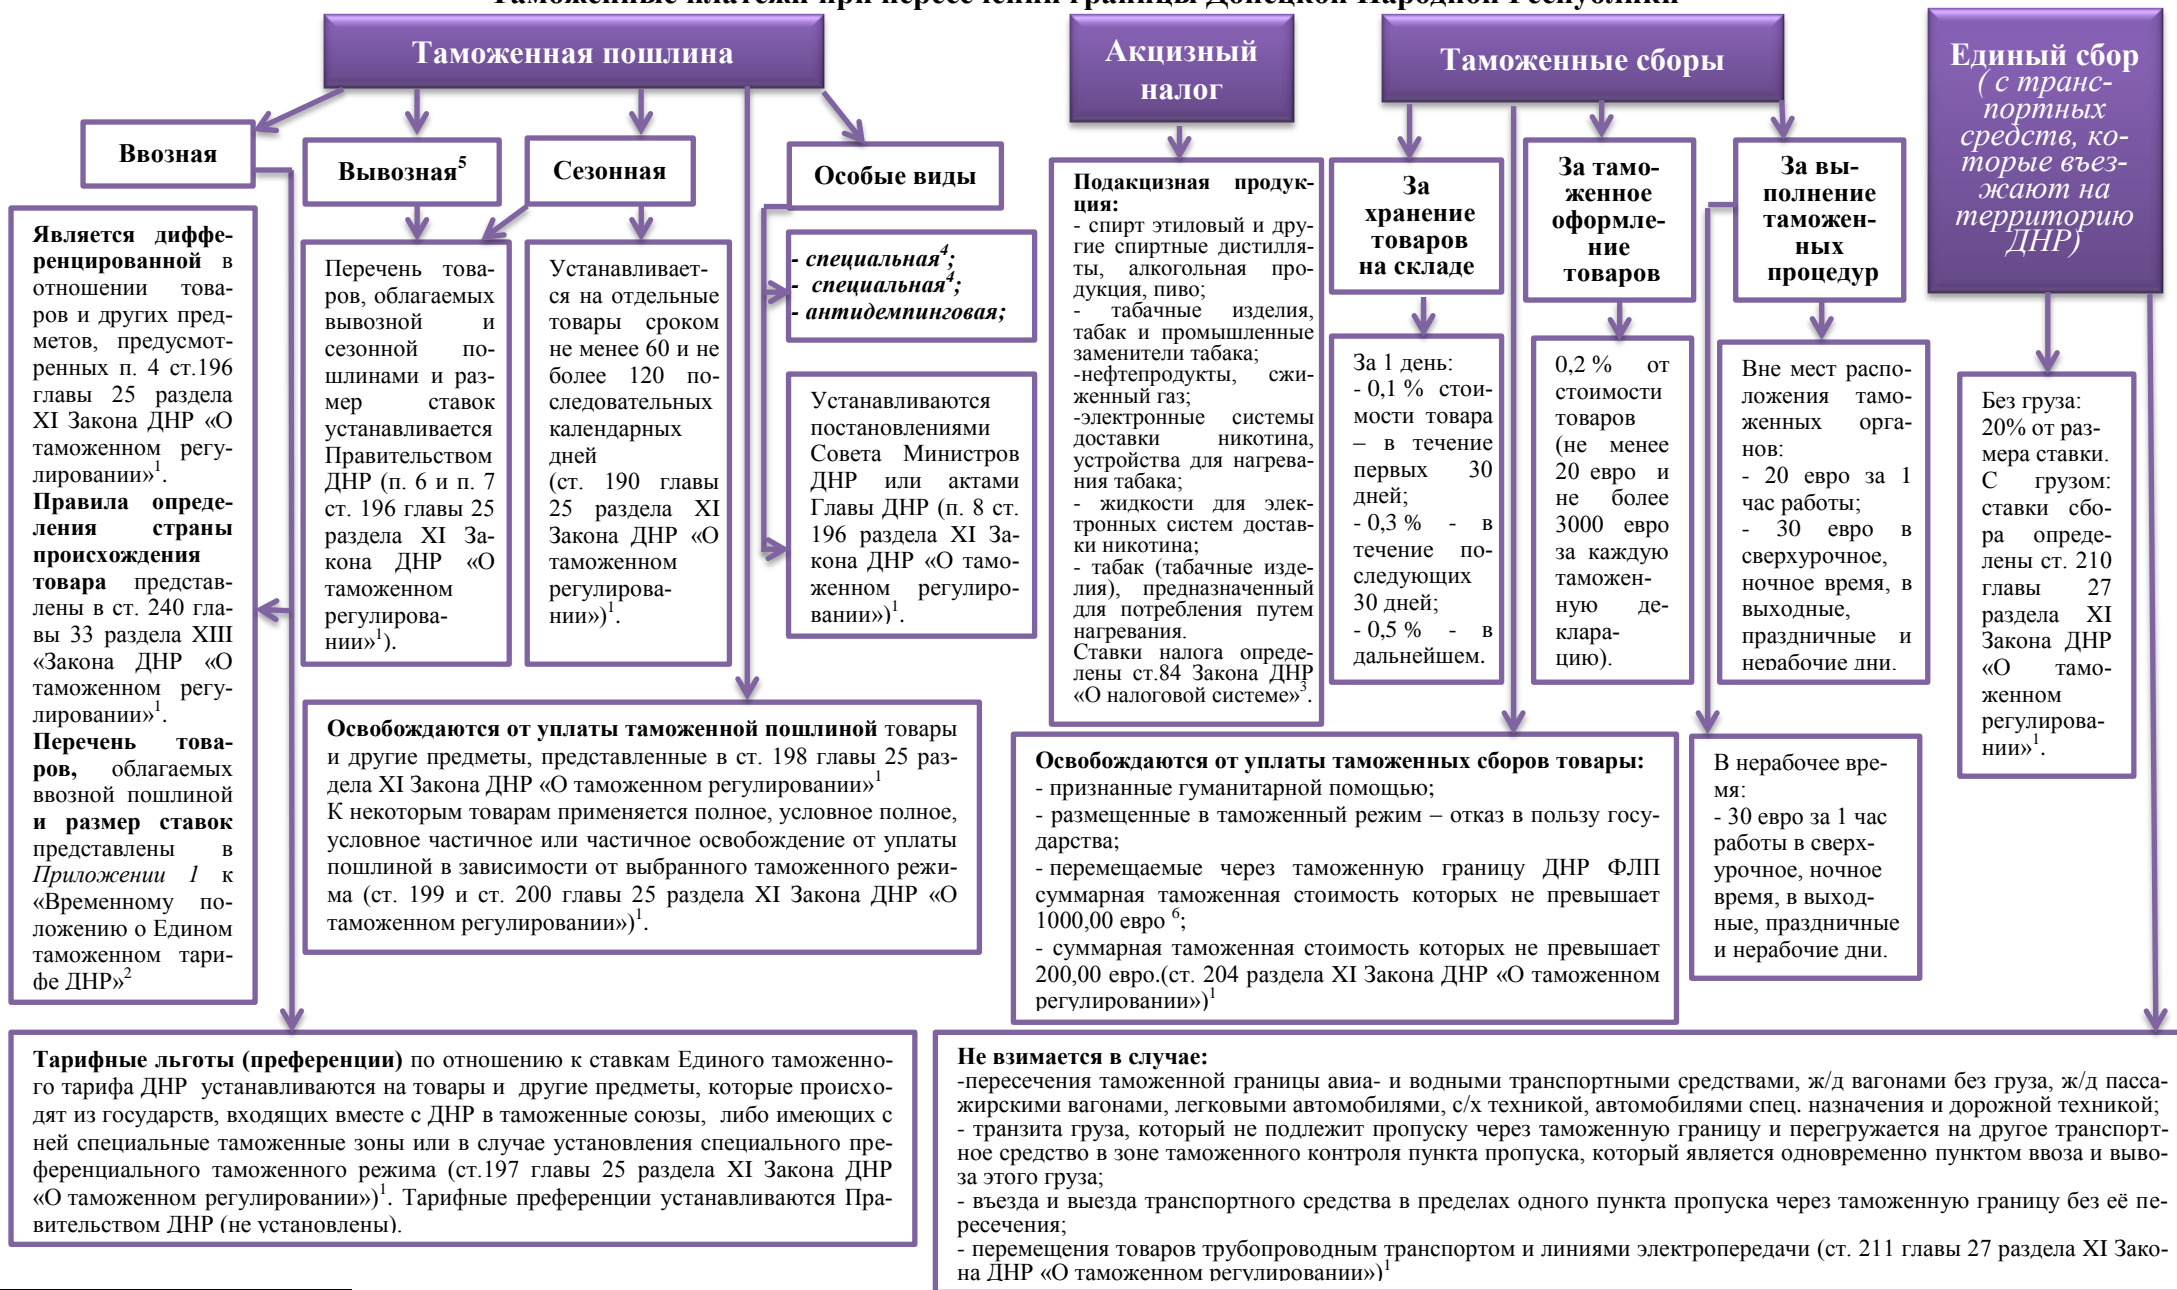 Таможенные платежи при пересечении границы Донецкой Народной Республики
Таможенная пошлина
Акцизный
налог
Таможенные сборы
Единый сбор
( с транс-
портных
средств, ко-
торые въез-
жают на
территорию
ДНР)
Ввозная
Вывозная5
Сезонная
Особые виды
Является диффе-
ренцированной в
отношении това-
ров и других пред-
метов, предусмот-
ренных п. 4 ст.196
главы 25 раздела
XI Закона ДНР «О
таможенном регу-
лировании»1.
Правила опреде-
ления страны
происхождения
товара представ-
лены в ст. 240 гла-
вы 33 раздела XIII
«Закона ДНР «О
таможенном регу-
лировании»1.
Перечень това-
ров, облагаемых
ввозной пошлиной
и размер ставок
представлены в
Приложении 1 к
«Временному по-
ложению о Едином
таможенном тари-
фе ДНР»2
Перечень това-
ров, облагаемых
вывозной и
сезонной по-
шлинами и раз-
мер ставок
устанавливается
Правительством
ДНР (п. 6 и п. 7
ст. 196 главы 25
раздела XI За-
кона ДНР «О
таможенном
регулирова-
нии»1).
Устанавливает-
ся на отдельные
товары сроком
не менее 60 и не
более 120 по-
следовательных
календарных
дней
(ст. 190 главы
25 раздела XI
Закона ДНР «О
таможенном
регулирова-
нии»)1.
- специальная4;
- специальная4;
- антидемпинговая;
Устанавливаются
постановлениями
Совета Министров
ДНР или актами
Главы ДНР (п. 8 ст.
196 раздела XI За-
кона ДНР «О тамо-
женном регулиро-
вании»)1.
Освобождаются от уплаты таможенной пошлиной товары
и другие предметы, представленные в ст. 198 главы 25 раз-
дела XI Закона ДНР «О таможенном регулировании»1
К некоторым товарам применяется полное, условное полное,
условное частичное или частичное освобождение от уплаты
пошлиной в зависимости от выбранного таможенного режи-
ма (ст. 199 и ст. 200 главы 25 раздела XI Закона ДНР «О
таможенном регулировании»)1.
Подакцизная продук-
ция:
- спирт этиловый и дру-
гие спиртные дистилля-
ты, алкогольная про-
дукция, пиво;
- табачные изделия,
табак и промышленные
заменители табака;
-нефтепродукты, сжи-
женный газ;
-электронные системы
доставки никотина,
устройства для нагрева-
ния табака;
- жидкости для элек-
тронных систем достав-
ки никотина;
- табак (табачные изде-
лия), предназначенный
для потребления путем
нагревания.
Ставки налога опреде-
лены ст.84 Закона ДНР
«О налоговой системе»3.
За
хранение
товаров
на складе
За тамо-
женное
оформле-
ние
товаров
За вы-
полнение
таможен-
ных
процедур
За 1 день:
- 0,1 % стои-
мости товара
– в течение
первых 30
дней;
- 0,3 % - в
течение по-
следующих
30 дней;
- 0,5 % - в
дальнейшем.
0,2 % от
стоимости
товаров
(не менее
20 евро и
не более
3000 евро
за каждую
таможен-
ную де-
клара-
цию).
Вне мест распо-
ложения тамо-
женных орга-
нов:
- 20 евро за 1
час работы;
- 30 евро в
сверхурочное,
ночное время, в
выходные,
праздничные и
нерабочие дни.
Без груза:
20% от раз-
мера ставки.
С грузом:
ставки сбо-
ра опреде-
лены ст. 210
главы 27
раздела XI
Закона ДНР
«О тамо-
женном
регулирова-
нии»1.
Освобождаются от уплаты таможенных сборов товары:
- признанные гуманитарной помощью;
- размещенные в таможенный режим – отказ в пользу госу-
дарства;
- перемещаемые через таможенную границу ДНР ФЛП
суммарная таможенная стоимость которых не превышает
1000,00 евро 6;
- суммарная таможенная стоимость которых не превышает
200,00 евро.(ст. 204 раздела XI Закона ДНР «О таможенном
регулировании»)1
В нерабочее вре-
мя:
- 30 евро за 1 час
работы в сверх-
урочное, ночное
время, в выход-
ные, праздничные
и нерабочие дни.
Тарифные льготы (преференции) по отношению к ставкам Единого таможенно-
го тарифа ДНР устанавливаются на товары и другие предметы, которые происхо-
дят из государств, входящих вместе с ДНР в таможенные союзы, либо имеющих с
ней специальные таможенные зоны или в случае установления специального пре-
ференциального таможенного режима (ст.197 главы 25 раздела XI Закона ДНР
«О таможенном регулировании»)1. Тарифные преференции устанавливаются Пра-
вительством ДНР (не установлены).
Не взимается в случае:
-пересечения таможенной границы авиа- и водными транспортными средствами, ж/д вагонами без груза, ж/д пасса-
жирскими вагонами, легковыми автомобилями, с/х техникой, автомобилями спец. назначения и дорожной техникой;
- транзита груза, который не подлежит пропуску через таможенную границу и перегружается на другое транспорт-
ное средство в зоне таможенного контроля пункта пропуска, который является одновременно пунктом ввоза и выво-
за этого груза;
- въезда и выезда транспортного средства в пределах одного пункта пропуска через таможенную границу без её пе-
ресечения;
- перемещения товаров трубопроводным транспортом и линиями электропередачи (ст. 211 главы 27 раздела XI Зако-
на ДНР «О таможенном регулировании»)1